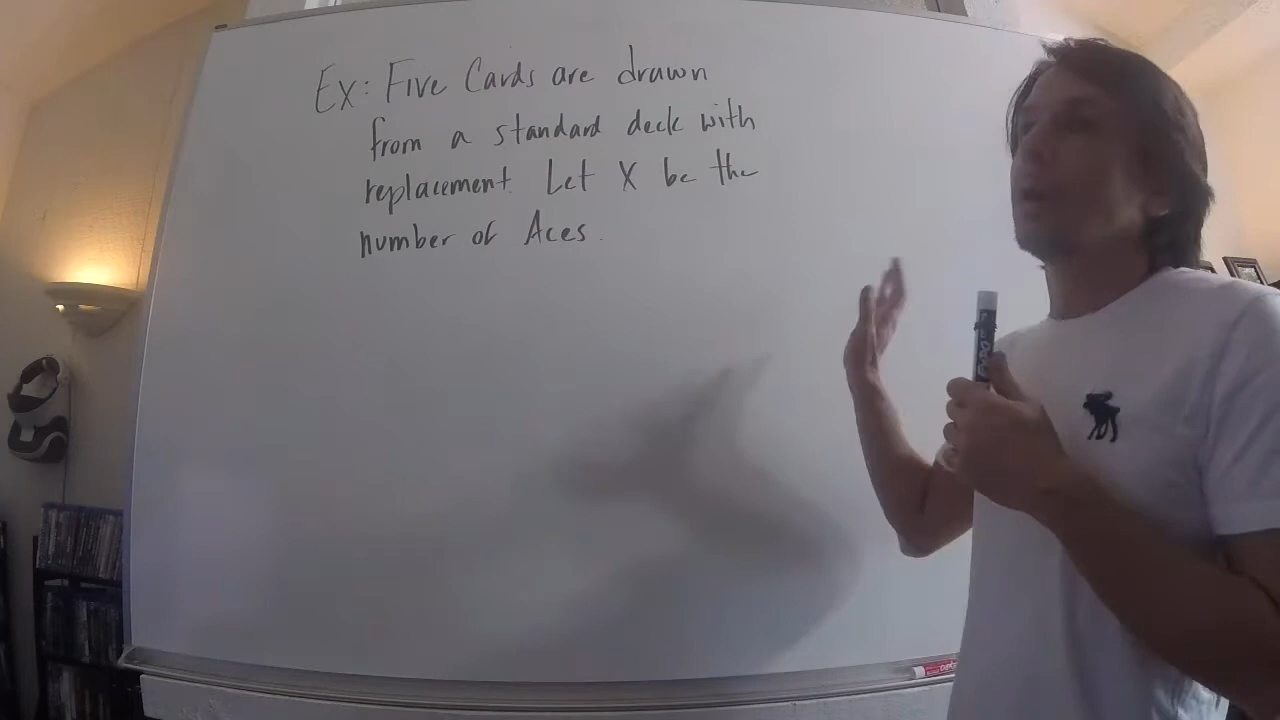 Ex: Five Cards are drawn
from a standard deck with
replacement. Let X be the
number of Aces.